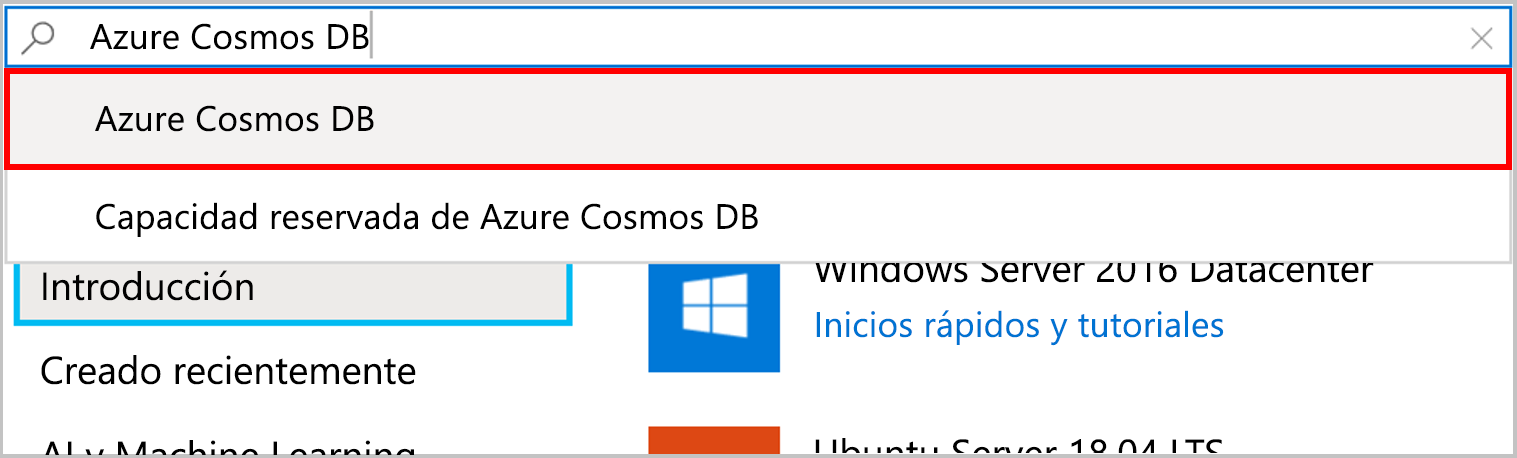 Azure Cosmos DB
Azure Cosmos DB
Capacidad reservada de Azure Cosmos DB
Introducción
Windows Server 2016 Datacenter
Inicios rápidos y tutoriales
Creado recientemente
AI y Machine Learning
Ubuntu Server 18.04 LTS